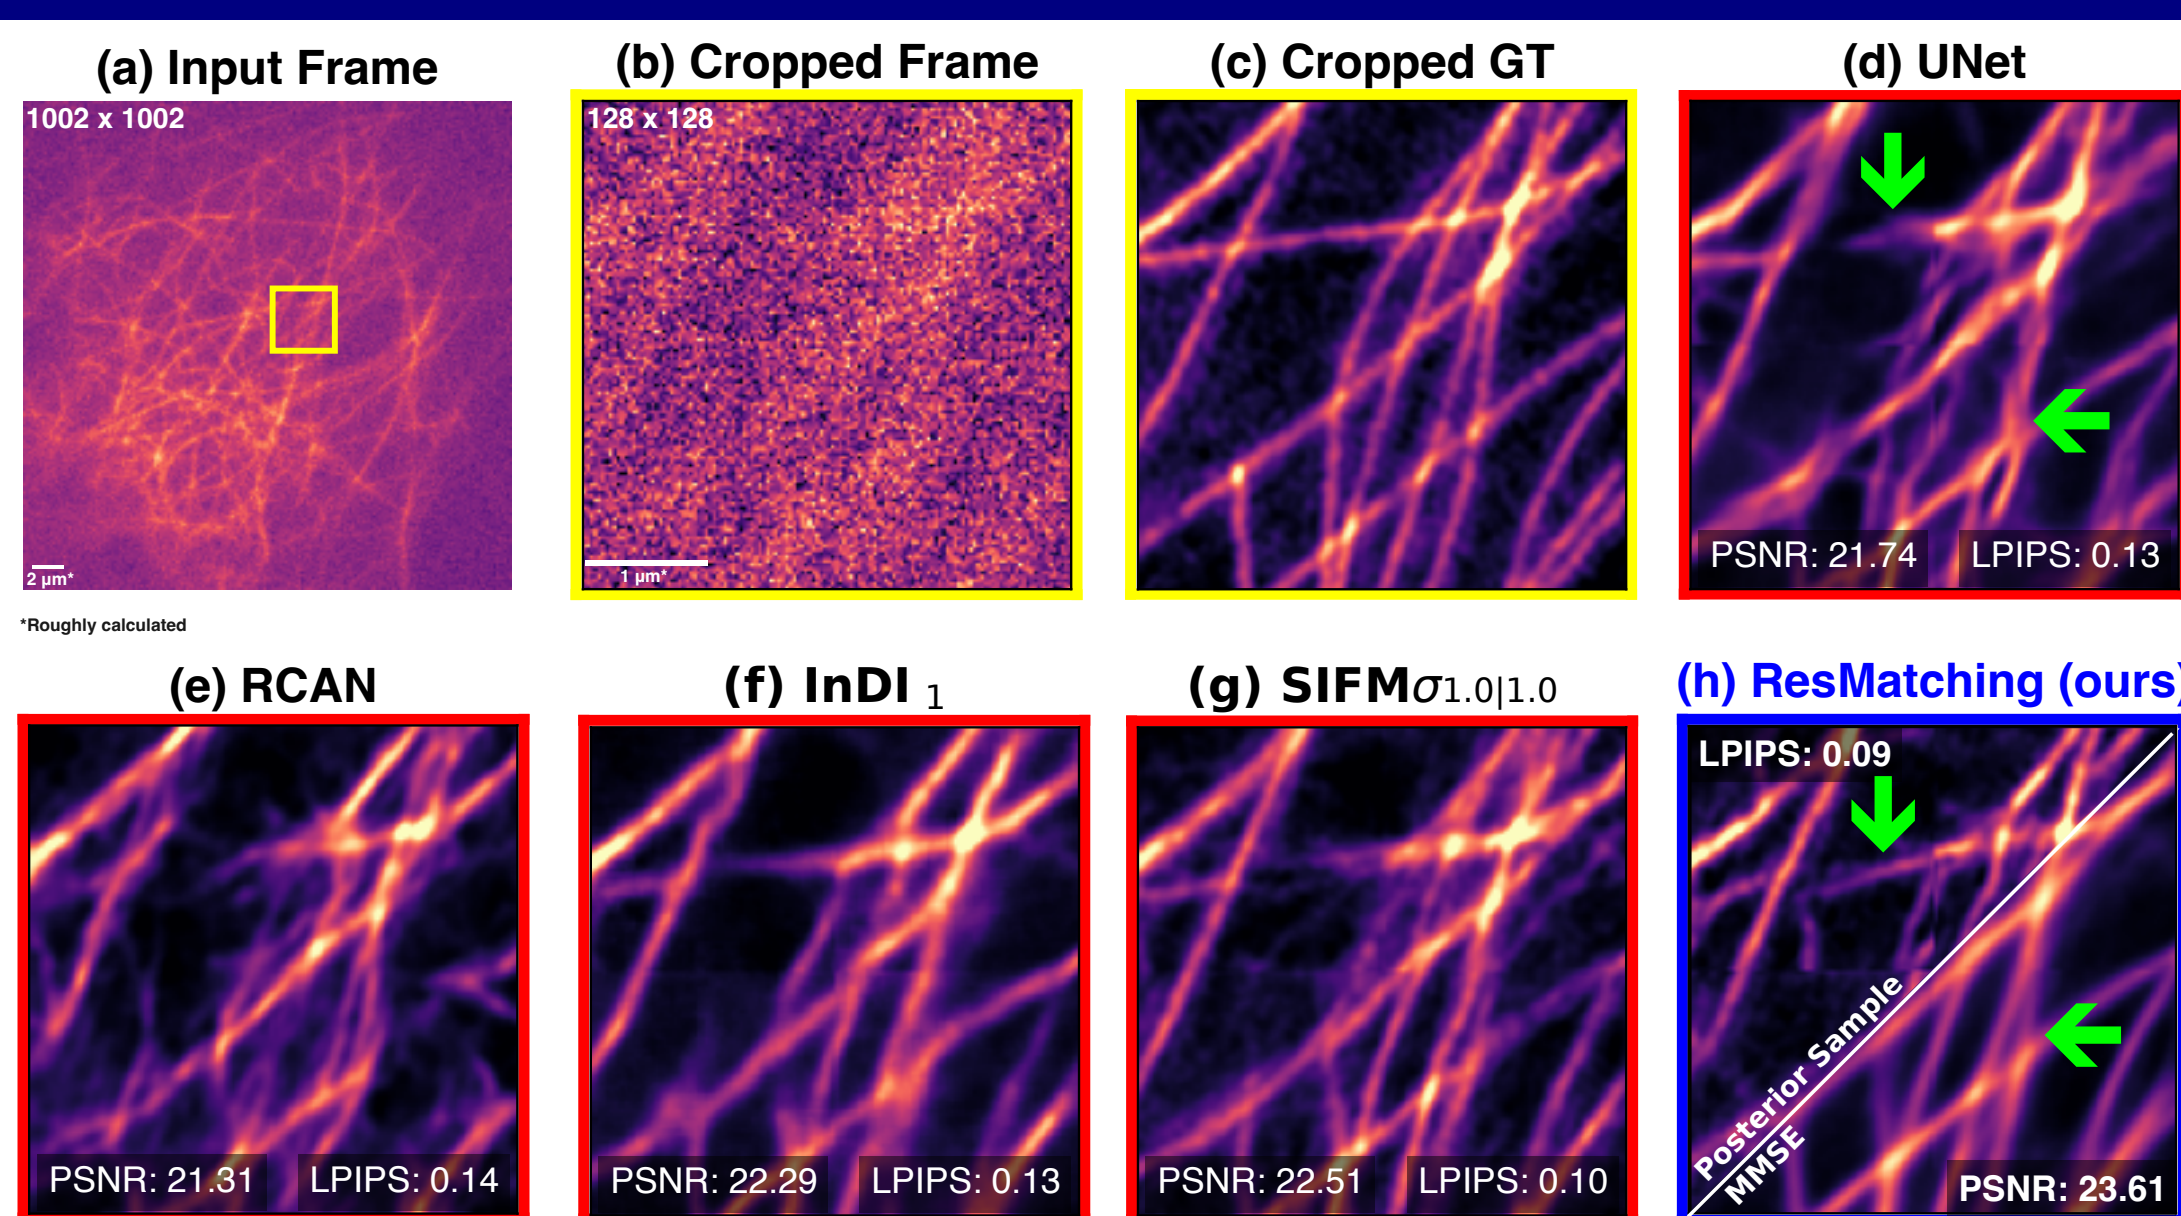 (a) Input Frame
(b) Cropped Frame
(c) Cropped GT
(d) UNet
1002 x 1002
128 x 128
2 µm*
1 µm*
PSNR: 21.74
LPIPS: 0.13
*Roughly calculated
(e) RCAN
(f) InDI 1
(g) SIFMσ1.0|1.0
(h) ResMatching (ours)
LPIPS: 0.09
Posterior Sample
MMSE
PSNR: 21.31
LPIPS: 0.14
PSNR: 22.29
LPIPS: 0.13
PSNR: 22.51
LPIPS: 0.10
PSNR: 23.61